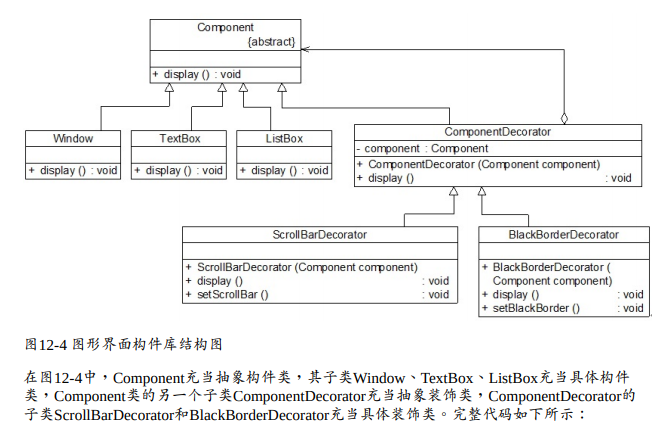 Component
{abstract}
+ display () : void
Window
+ display () : void
TextBox
+ display () : void
ListBox
+ display () : void
ComponentDecorator
- component : Component
+ ComponentDecorator (Component component)
+ display () : void
ScrollBarDecorator
+ ScrollBarDecorator (Component component)
+ display () : void
+ setScrollBar () : void
BlackBorderDecorator
+ BlackBorderDecorator (
Component component)
+ display () : void
+ setBlackBorder () : void
图12-4 图形界面构件库结构图
在图12-4中，Component充当抽象构件类，其子类Window、TextBox、ListBox充当具体构件
类，Component类的另一个子类ComponentDecorator充当抽象装饰类，ComponentDecorator的
子类ScrollBarDecorator和BlackBorderDecorator充当具体装饰类。完整代码如下所示：